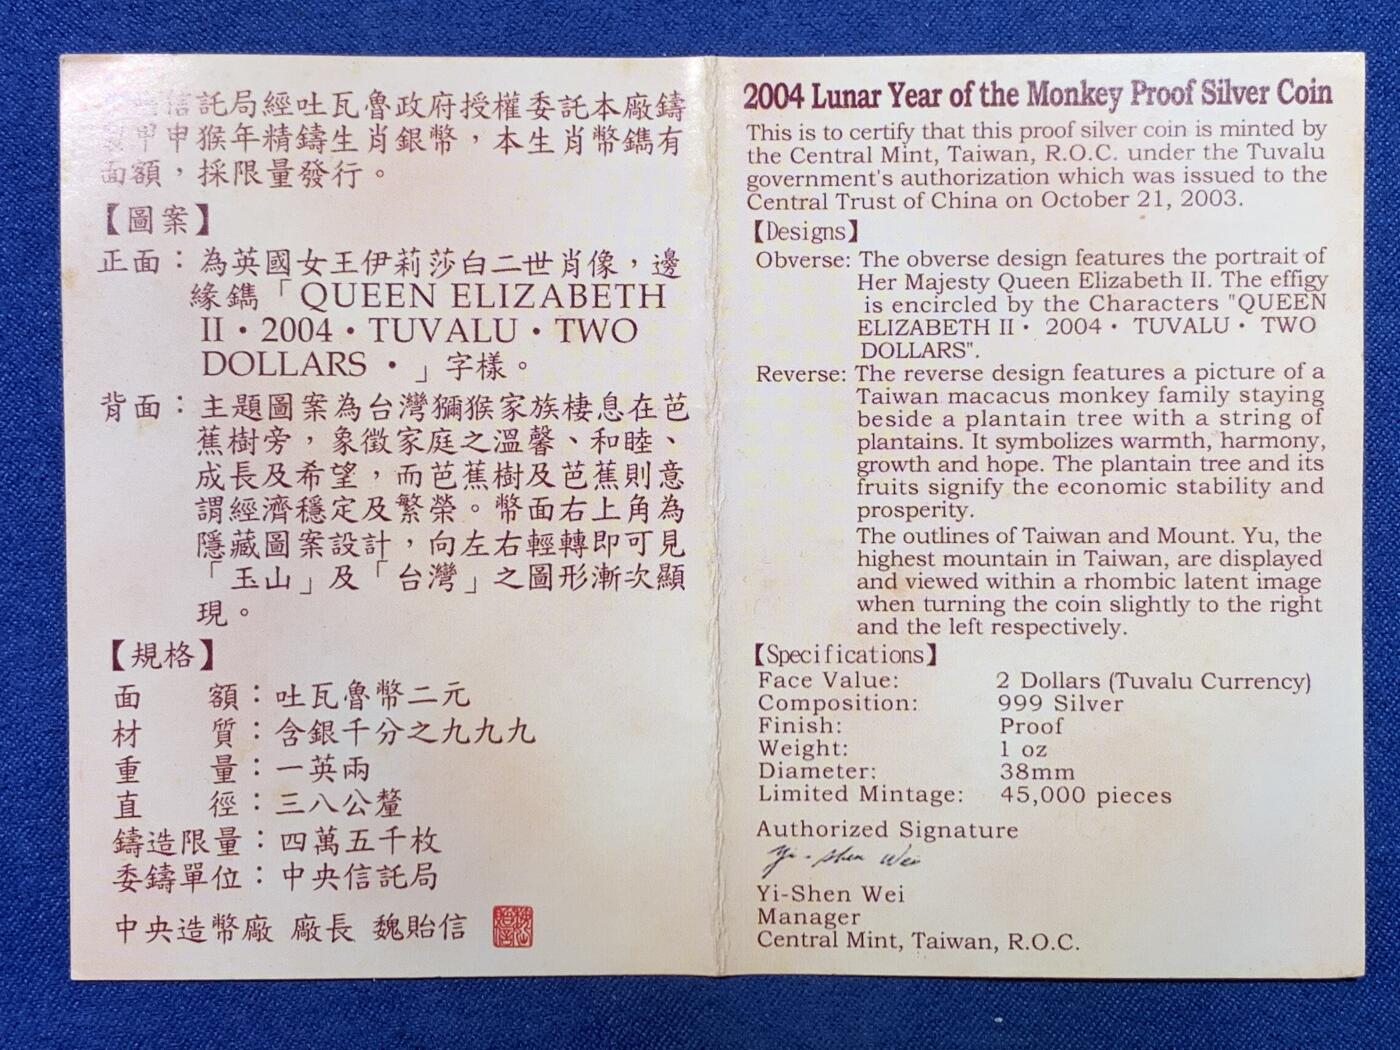 信託局經吐瓦魯政府授權委託本廠鑄
甲申猴年精鑄生肖銀幣，本生肖幣鐫有
面額，採限量發行。
【圖案】
正面：為英國女王伊莉莎白二世肖像，邊
緣鐫「QUEEN ELIZABETH
II・2004・TUVALU・TWO
DOLLARS・」字樣。
背面：主題圖案為台灣獼猴家族棲息在芭
蕉樹旁，象徵家庭之溫馨、和睦、
成長及希望，而芭蕉樹及芭蕉則意
謂經濟穩定及繁榮。幣面右上角為
隱藏圖案設計，向左右輕轉即可見
「玉山」及「台灣」之圖形漸次顯
現。
【規格】
面額：吐瓦魯幣二元
材質：含銀千分之九九九
重量：一英兩
直徑：三八公釐
鑄造限量：四萬五千枚
委鑄單位：中央信託局
中央造幣廠 廠長 魏貽信
2004 Lunar Year of the Monkey Proof Silver Coin
This is to certify that this proof silver coin is minted by
the Central Mint, Taiwan, R.O.C. under the Tuvalu
government's authorization which was issued to the
Central Trust of China on October 21, 2003.
【Designs】
Obverse: The obverse design features the portrait of
Her Majesty Queen Elizabeth II. The effigy
is encircled by the Characters "QUEEN
ELIZABETH II・ 2004・ TUVALU・ TWO
DOLLARS".
Reverse: The reverse design features a picture of a
Taiwan macacus monkey family staying
beside a plantain tree with a string of
plantains. It symbolizes warmth, harmony,
growth and hope. The plantain tree and its
fruits signify the economic stability and
prosperity.
The outlines of Taiwan and Mount. Yu, the
highest mountain in Taiwan, are displayed
and viewed within a rhombic latent image
when turning the coin slightly to the right
and the left respectively.
【Specifications】
Face Value: 2 Dollars (Tuvalu Currency)
Composition: 999 Silver
Finish: Proof
Weight: 1 oz
Diameter: 38mm
Limited Mintage: 45,000 pieces
Authorized Signature
Yi-Shen Wei
Yi-Shen Wei
Manager
Central Mint, Taiwan, R.O.C.